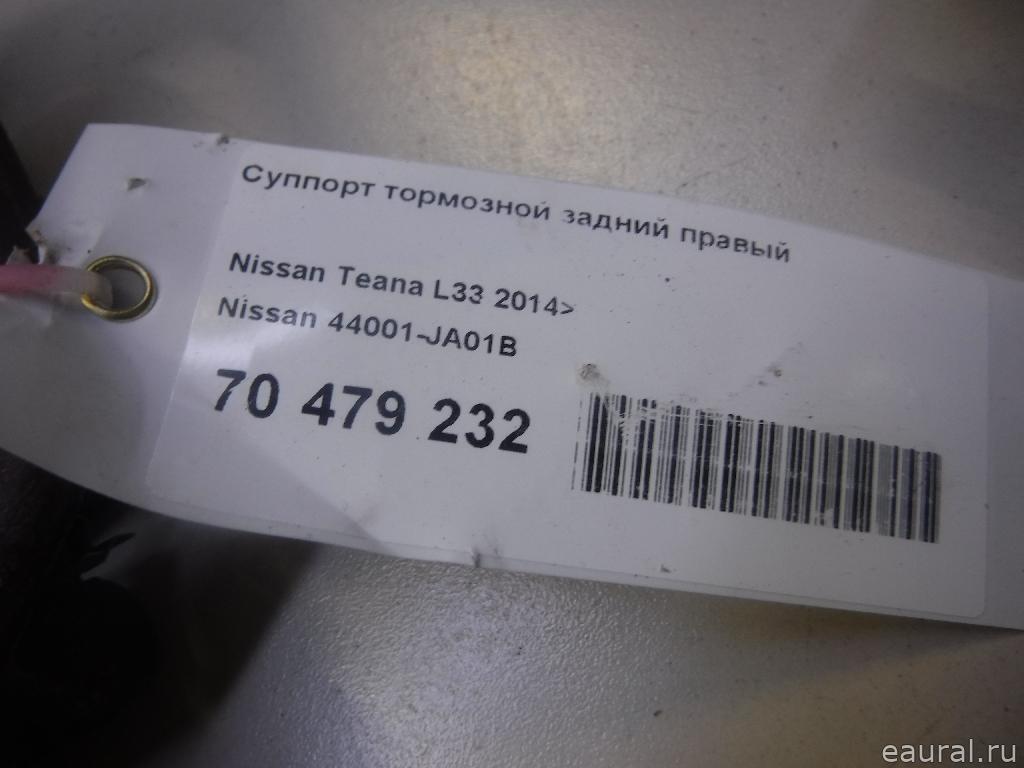 Суппорт тормозной задний правый
Nissan Teana L33 2014>
Nissan 44001-JA01B
70 479 232
eaural.ru